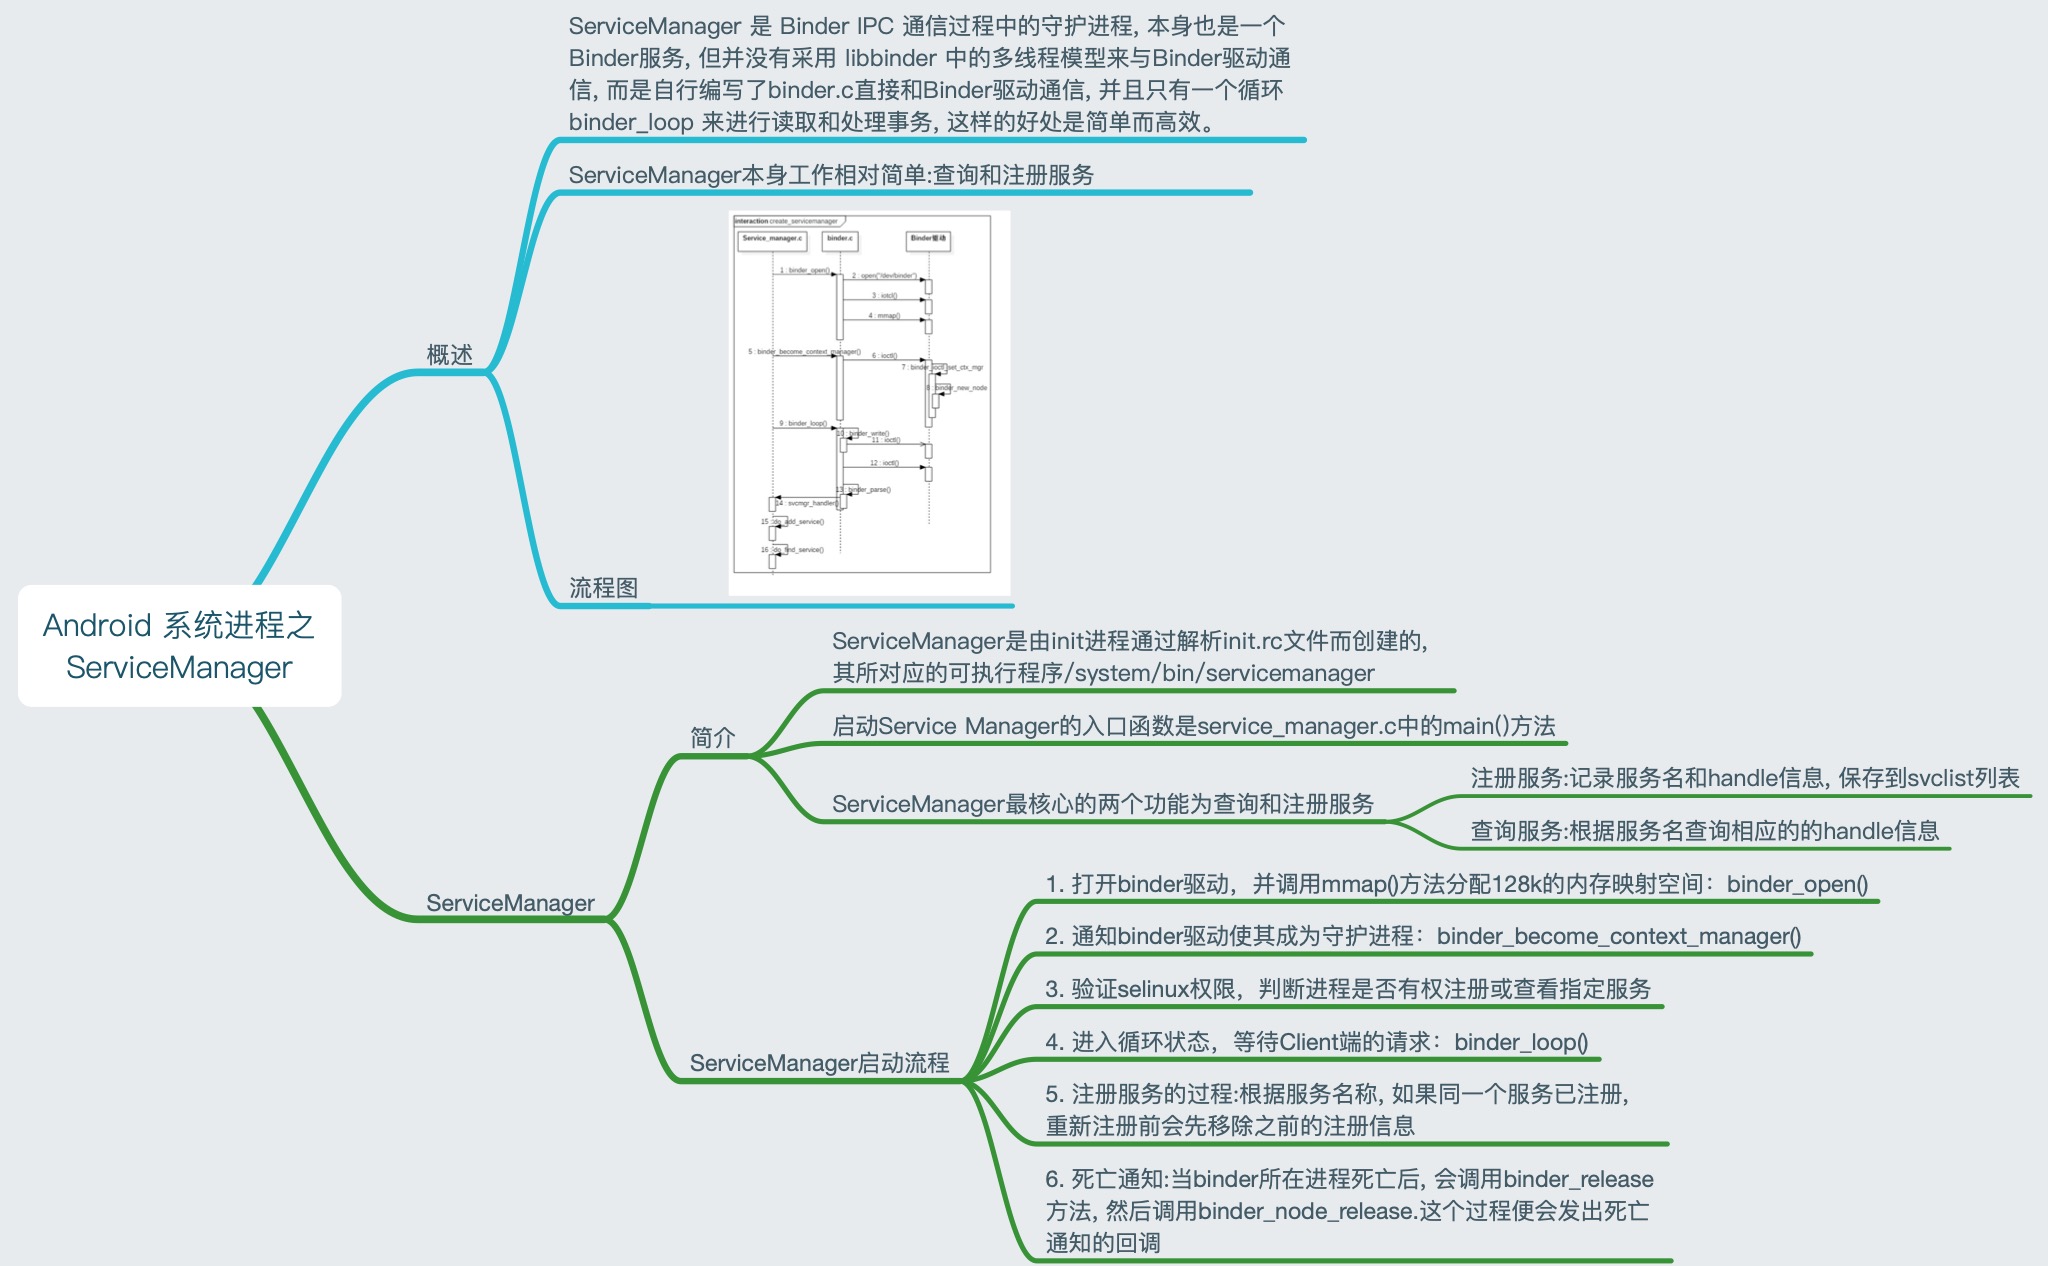 ServiceManager 是 Binder IPC 通信过程中的守护进程, 本身也是一个
Binder服务, 但并没有采用 libbinder 中的多线程模型来与Binder驱动通
信, 而是自行编写了binder.c直接和Binder驱动通信, 并且只有一个循环
binder_loop 来进行读取和处理事务, 这样的好处是简单而高效。
ServiceManager本身工作相对简单:查询和注册服务
interaction create_servicemanager
Service_manager.c
binder.c
Binder驱动
1 : binder_open()
2 : open("/dev/binder")
3 : iotcl()
4 : mmap()
5 : binder_become_context_manager()
6 : ioctl()
7 : binder_ioctl_set_ctx_mgr
8 : binder_new_node
9 : binder_loop()
10 : binder_write()
11 : ioctl()
12 : ioctl()
13 : binder_parse()
14 : svcmgr_handler()
15 : do_add_service()
16 : do_find_service()
概述
流程图
Android 系统进程之
ServiceManager
ServiceManager是由init进程通过解析init.rc文件而创建的,
其所对应的可执行程序/system/bin/servicemanager
简介
启动Service Manager的入口函数是service_manager.c中的main()方法
ServiceManager最核心的两个功能为查询和注册服务
注册服务:记录服务名和handle信息, 保存到svclist列表
查询服务:根据服务名查询相应的的handle信息
ServiceManager
ServiceManager启动流程
1. 打开binder驱动，并调用mmap()方法分配128k的内存映射空间：binder_open()
2. 通知binder驱动使其成为守护进程：binder_become_context_manager()
3. 验证selinux权限，判断进程是否有权注册或查看指定服务
4. 进入循环状态，等待Client端的请求：binder_loop()
5. 注册服务的过程:根据服务名称, 如果同一个服务已注册,
重新注册前会先移除之前的注册信息
6. 死亡通知:当binder所在进程死亡后, 会调用binder_release
方法, 然后调用binder_node_release.这个过程便会发出死亡
通知的回调